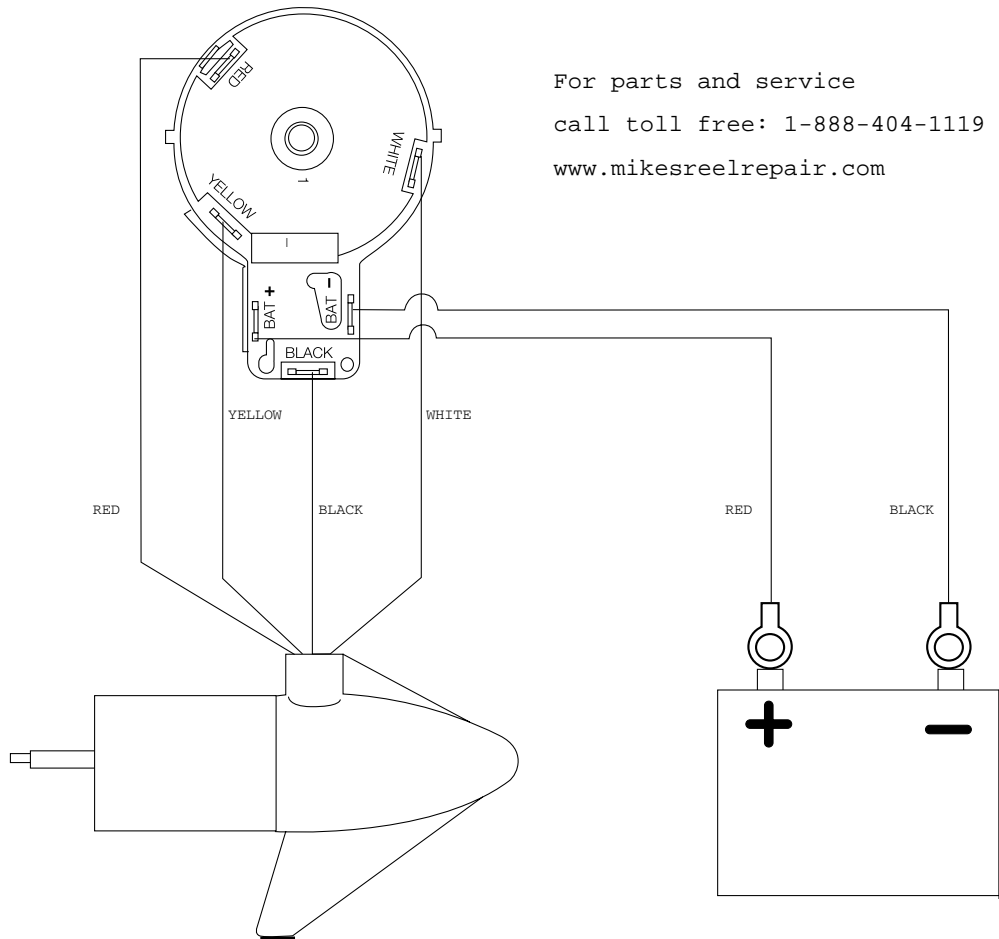 For parts and service
call toll free: 1-888-404-1119
www.mikesreelrepair.com
RED
WHITE
YELLOW
1
BAT +
BAT -
BLACK
YELLOW
WHITE
RED
BLACK
RED
BLACK
+
-